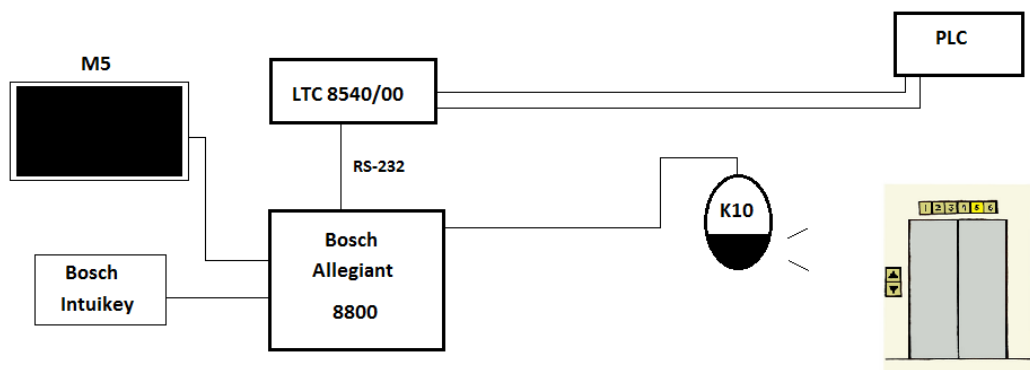 M5
LTC 8540/00
PLC
RS-232
K10
Bosch
Allegiant
8800
Bosch
Intuikey
1 2 3 4 5 6